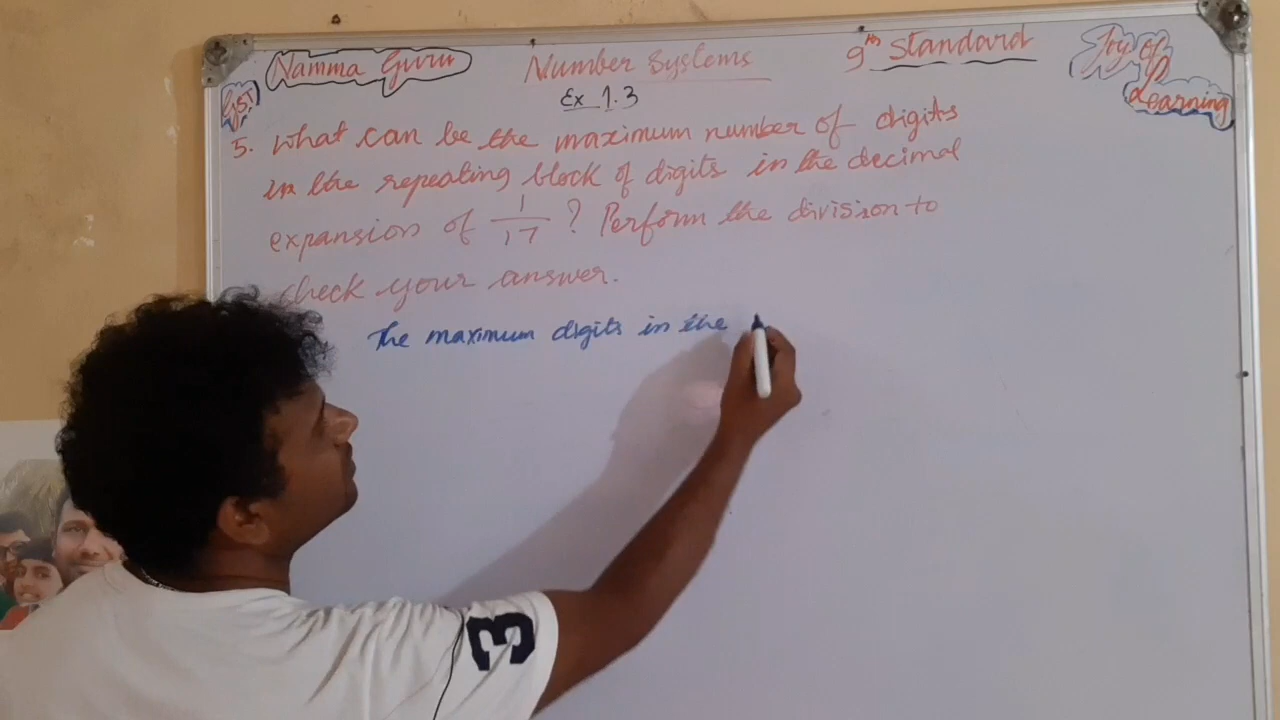 Namma Guru Number Systems 9th Standard Joy of Learning
Ex 1.3
5. What can be the maximum number of digits
in the repeating block of digits in the decimal
expansion of 1/17? Perform the division to
check your answer.
The maximum digits in the
3